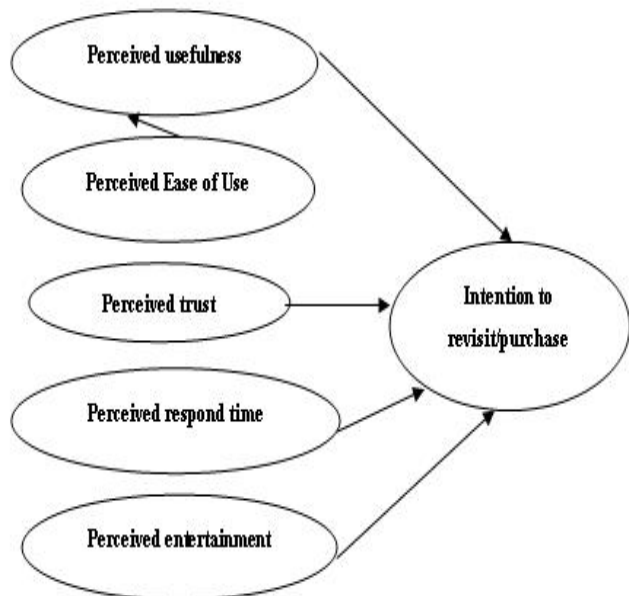 Perceived usefulness
Perceived Ease of Use
Perceived trust
Intention to
revisit/purchase
Perceived respond time
Perceived entertainment